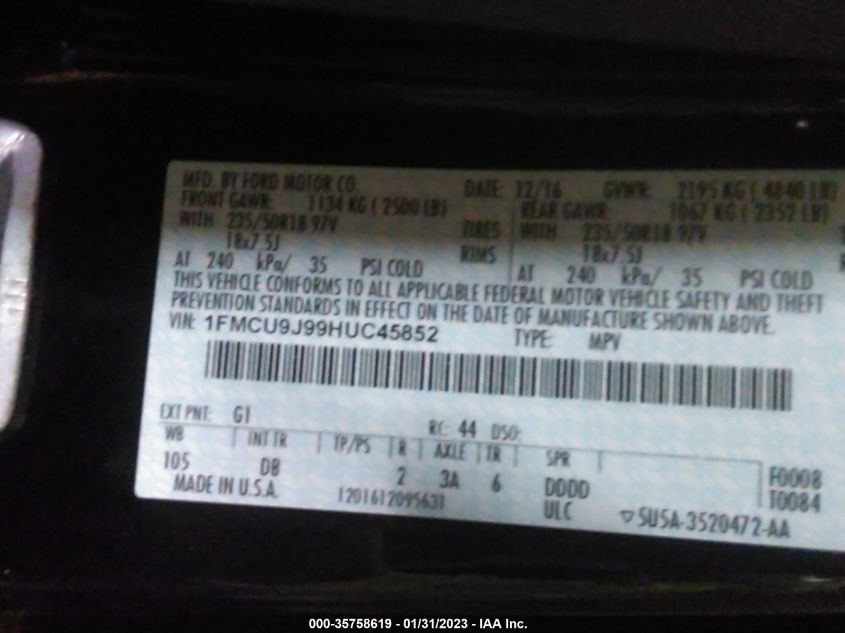 MFD. BY FORD MOTOR CO. DATE: 12/16 GVWR: 2195 KG ( 4840 LB)
FRONT GAWR: 1134 KG ( 2500 LB) REAR GAWR: 1067 KG ( 2352 LB)
WITH 235/50R18 97V TIRES WITH 235/50R18 97V
18x7.5J RIMS 18x7.5J
AT 240 kPa/ 35 PSI COLD AT 240 kPa/ 35 PSI COLD
THIS VEHICLE CONFORMS TO ALL APPLICABLE FEDERAL MOTOR VEHICLE SAFETY AND THEFT
PREVENTION STANDARDS IN EFFECT ON THE DATE OF MANUFACTURE SHOWN ABOVE.
VIN: 1FMCU9J99HUC45852 TYPE: MPV
EXT PNT: G1 RC: 44 DSO:
WB INT TR TP/PS R AXLE TR SPR
105 DB 2 3A 6 DDDD F0008
MADE IN U.S.A. 1201612095631 ULC T0084
5U5A-3520472-AA
000-35758619 - 01/31/2023 - IAA Inc.